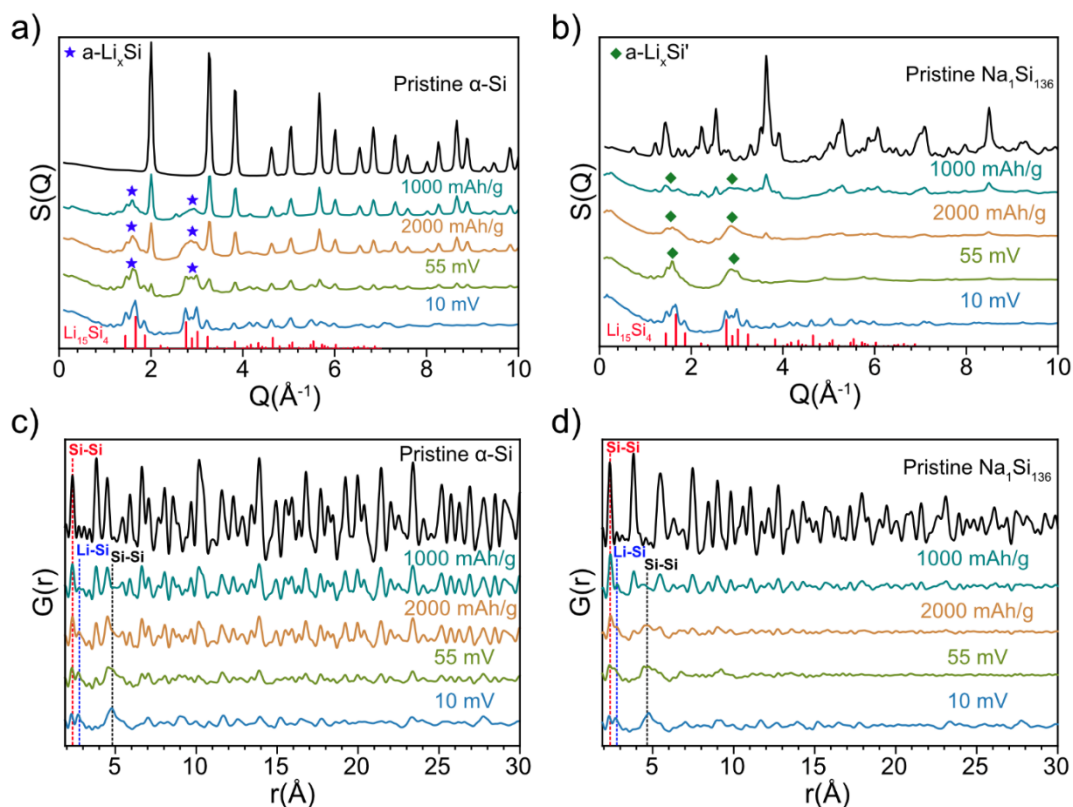 a)
★ a-LiₓSi
Pristine α-Si
1000 mAh/g
2000 mAh/g
55 mV
10 mV
Li₁₅Si₄
S(Q)
0 2 4 6 8 10
Q(Å⁻¹)
b)
◆ a-LiₓSi'
Pristine Na₁Si₁₃₆
1000 mAh/g
2000 mAh/g
55 mV
10 mV
Li₁₅Si₄
S(Q)
0 2 4 6 8 10
Q(Å⁻¹)
c)
Si-Si
Pristine α-Si
Li-Si
Si-Si
1000 mAh/g
2000 mAh/g
55 mV
10 mV
G(r)
5 10 15 20 25 30
r(Å)
d)
Si-Si
Pristine Na₁Si₁₃₆
Li-Si
Si-Si
1000 mAh/g
2000 mAh/g
55 mV
10 mV
G(r)
5 10 15 20 25 30
r(Å)